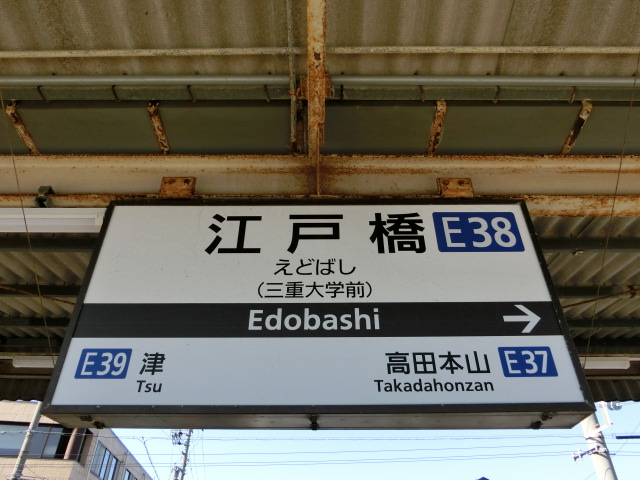 江戸橋 E38
えどばし
(三重大学前)
Edobashi →
E39 津 高田本山 E37
Tsu Takadahonzan